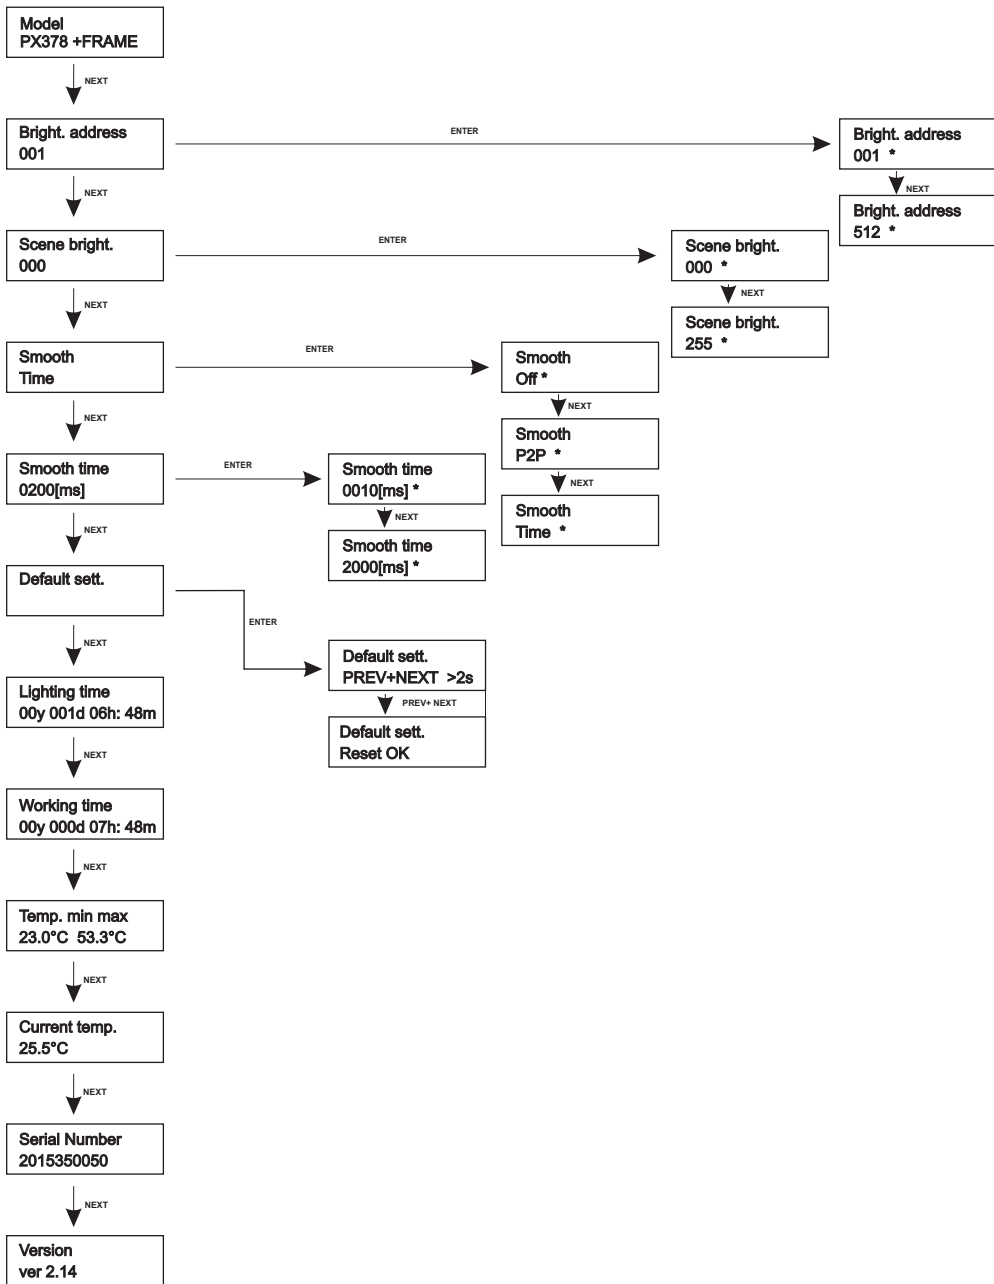 Model
PX378 +FRAME
NEXT
Bright. address
001
ENTER
Bright. address
001 *
NEXT
Bright. address
512 *
NEXT
Scene bright.
000
ENTER
Scene bright.
000 *
NEXT
Scene bright.
255 *
NEXT
Smooth
Time
ENTER
Smooth
Off *
NEXT
Smooth
P2P *
NEXT
Smooth
Time *
NEXT
Smooth time
0200[ms]
ENTER
Smooth time
0010[ms] *
NEXT
Smooth time
2000[ms] *
NEXT
Default sett.
ENTER
Default sett.
PREV+NEXT >2s
PREV+ NEXT
Default sett.
Reset OK
NEXT
Lighting time
00y 001d 06h: 48m
NEXT
Working time
00y 000d 07h: 48m
NEXT
Temp. min max
23.0°C 53.3°C
NEXT
Current temp.
25.5°C
NEXT
Serial Number
2015350050
NEXT
Version
ver 2.14